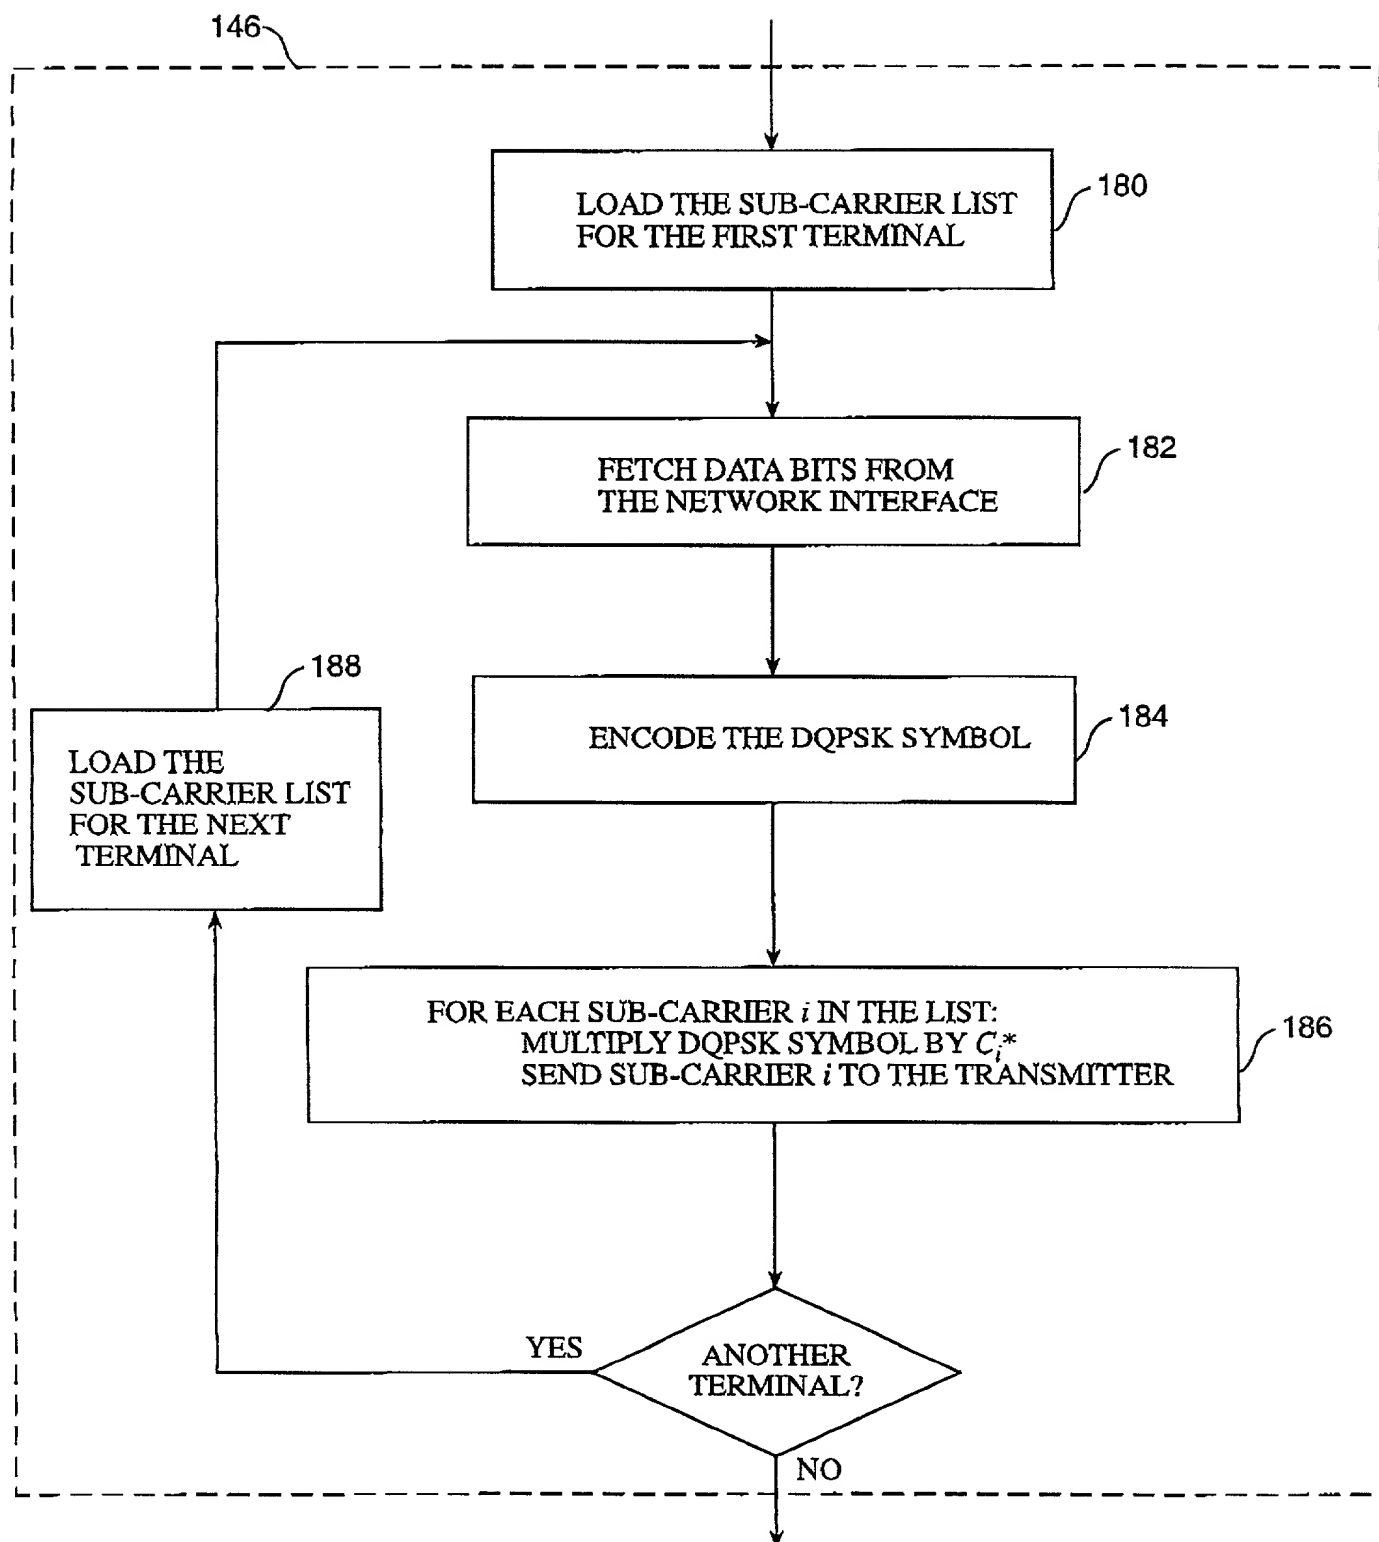 146
LOAD THE SUB-CARRIER LIST
FOR THE FIRST TERMINAL
180
FETCH DATA BITS FROM
THE NETWORK INTERFACE
182
ENCODE THE DQPSK SYMBOL
184
188
LOAD THE
SUB-CARRIER LIST
FOR THE NEXT
TERMINAL
FOR EACH SUB-CARRIER i IN THE LIST:
MULTIPLY DQPSK SYMBOL BY Ci*
SEND SUB-CARRIER i TO THE TRANSMITTER
186
YES
ANOTHER
TERMINAL?
NO